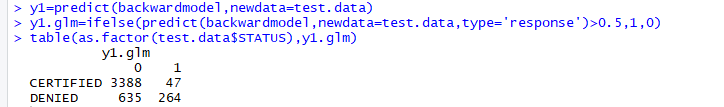 > y1=predict(backwardmodel,newdata=test.data)
> y1.glm=ifelse(predict(backwardmodel,newdata=test.data,type='response')>0.5,1,0)
> table(as.factor(test.data$STATUS),y1.glm)
y1.glm
0 1
CERTIFIED 3388 47
DENIED 635 264